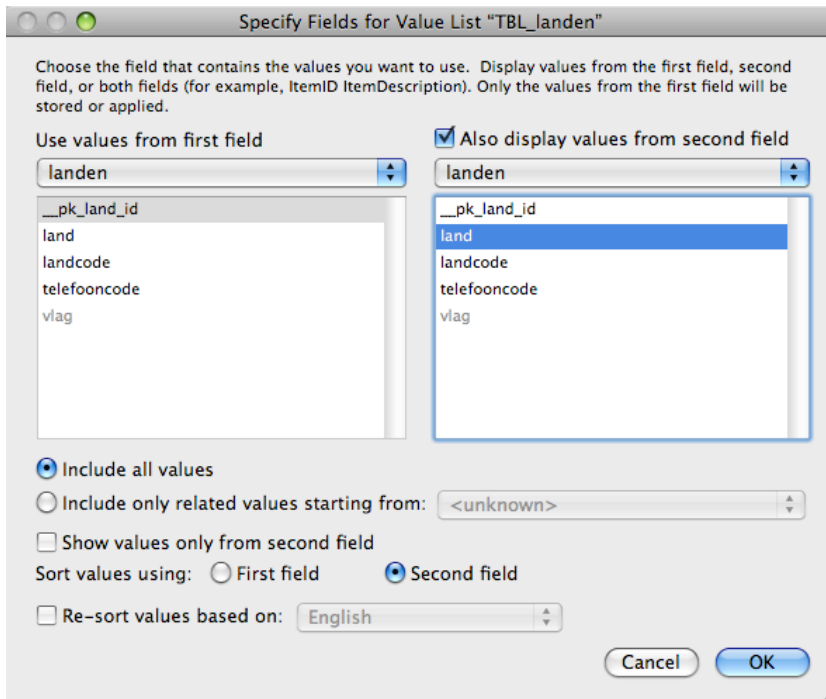 Specify Fields for Value List “TBL_landen”
Choose the field that contains the values you want to use.  Display values from the first field, second
field, or both fields (for example, ItemID ItemDescription). Only the values from the first field will be
stored or applied.
Use values from first field
Also display values from second field
landen
landen
__pk_land_id
land
landcode
telefooncode
vlag
__pk_land_id
land
landcode
telefooncode
vlag
Include all values
Include only related values starting from: <unknown>
Show values only from second field
Sort values using: First field Second field
Re-sort values based on: English
Cancel OK